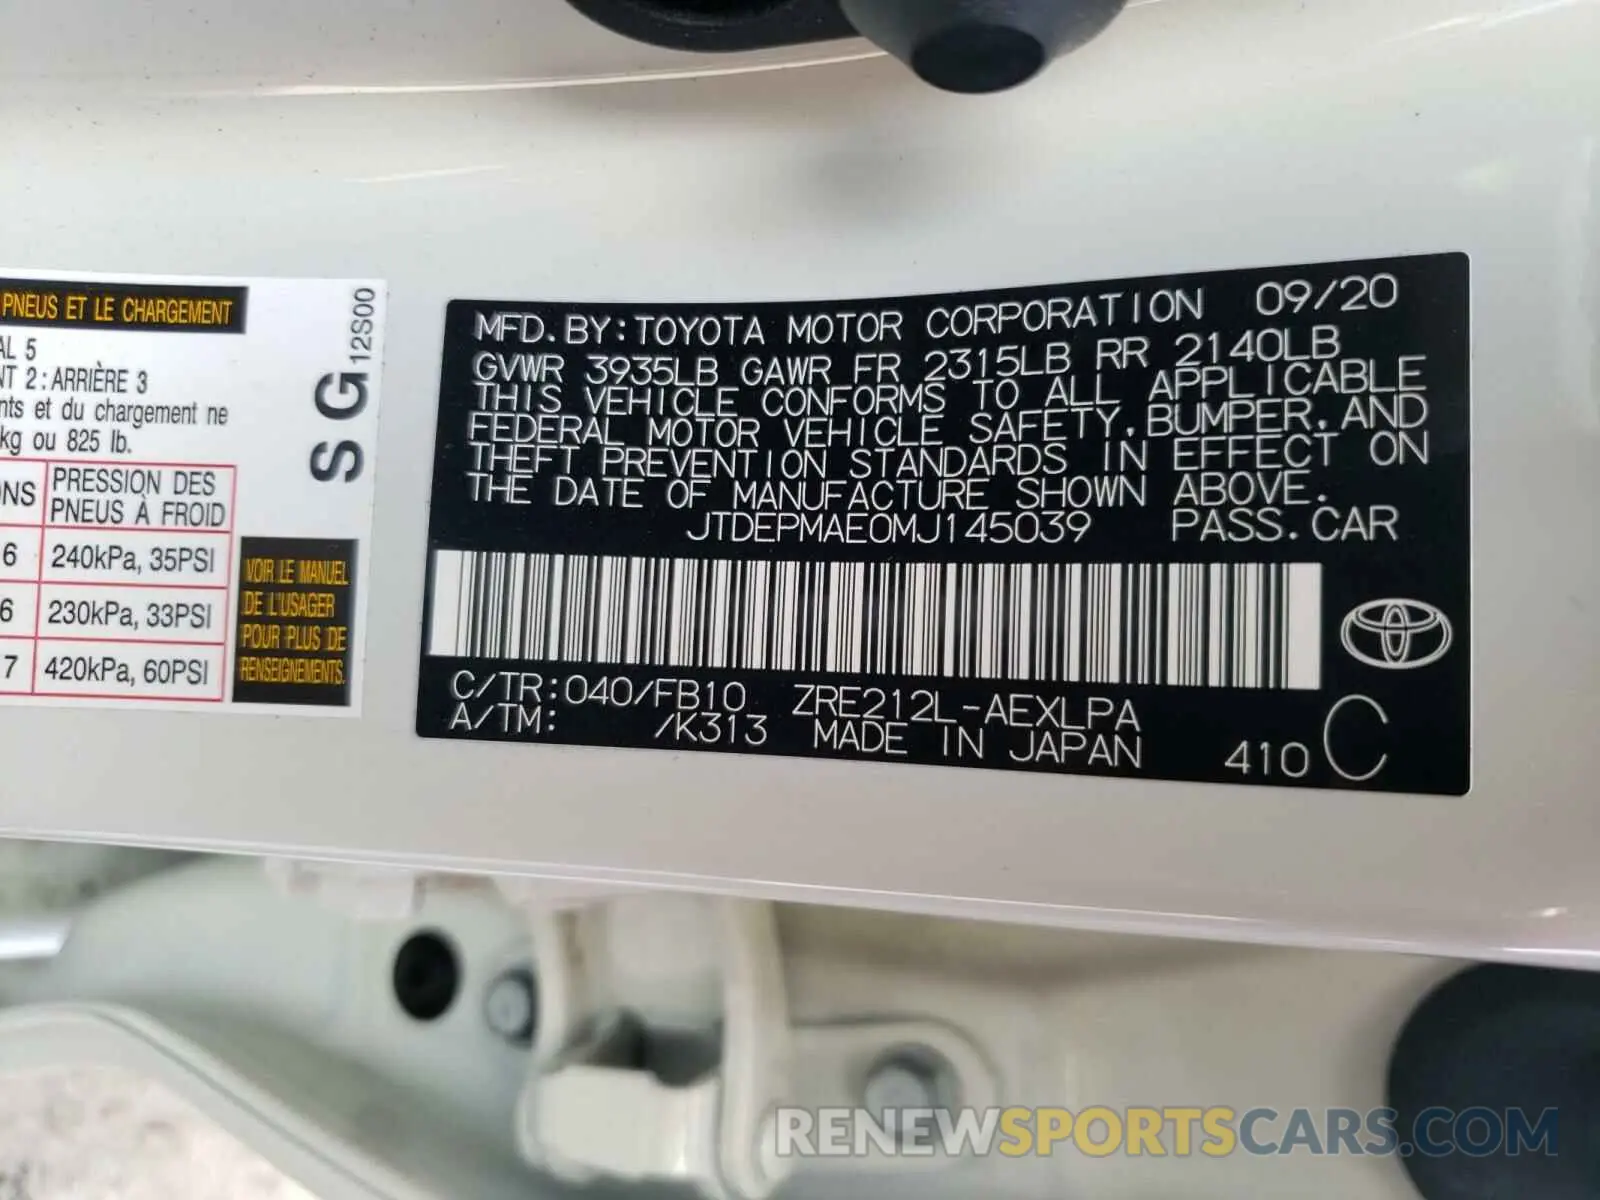 PNEUS ET LE CHARGEMENT
AL 5
NT 2 : ARRIÈRE 3
nts et du chargement ne
kg ou 825 lb.
ONS PRESSION DES
PNEUS À FROID
6 240kPa, 35PSI
6 230kPa, 33PSI
7 420kPa, 60PSI
S G 12S00
VOIR LE MANUEL
DE L'USAGER
POUR PLUS DE
RENSEIGNEMENTS.
MFD. BY: TOYOTA MOTOR CORPORATION 09/20
GVWR 3935LB GAWR FR 2315LB RR 2140LB
THIS VEHICLE CONFORMS TO ALL APPLICABLE
FEDERAL MOTOR VEHICLE SAFETY, BUMPER, AND
THEFT PREVENTION STANDARDS IN EFFECT ON
THE DATE OF MANUFACTURE SHOWN ABOVE.
JTDEPMAE0MJ145039 PASS. CAR
C/TR: 040/FB10 ZRE212L-AEXLPA
A/TM: /K313 MADE IN JAPAN 410 C
RENEWSPORTSCARS.COM